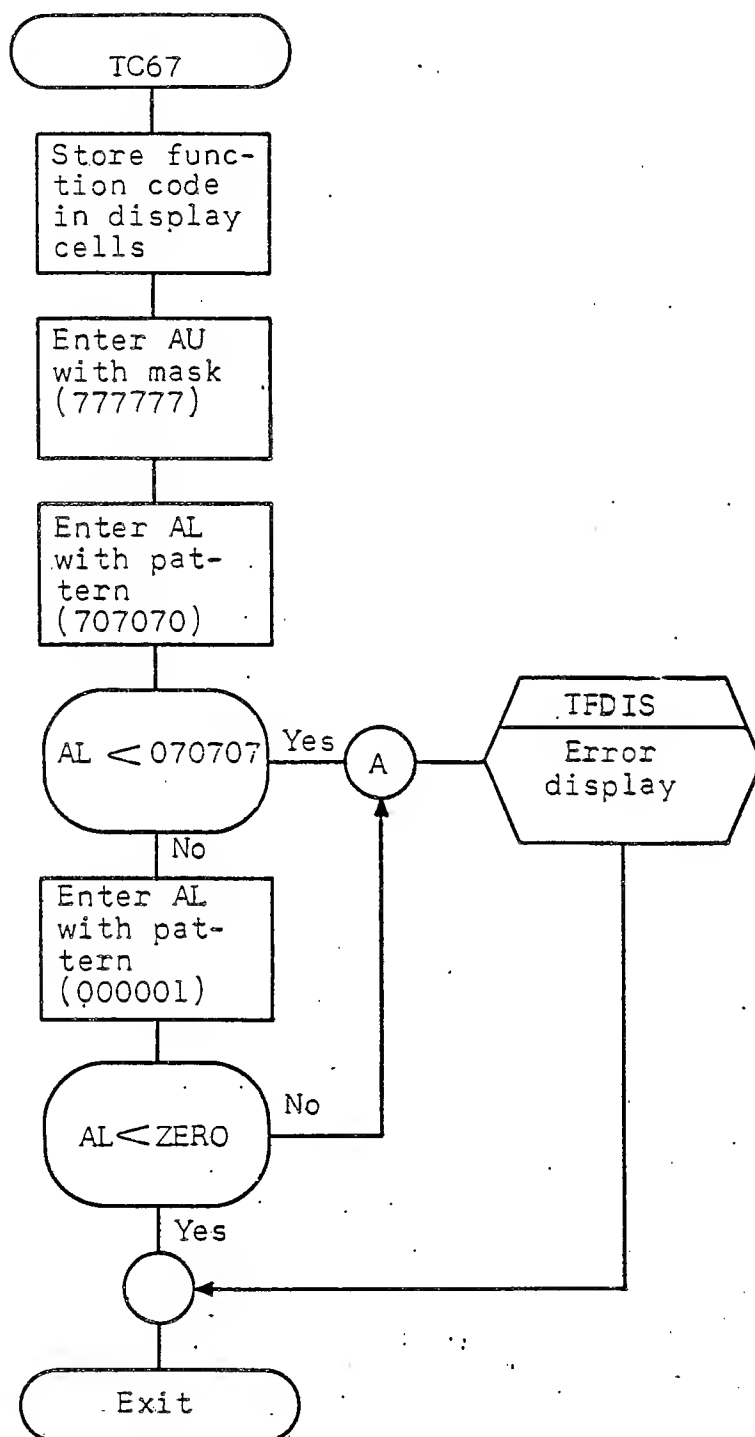 TC67
Store func-
tion code
in display
cells
Enter AU
with mask
(777777)
Enter AL
with pat-
tern
(707070)
AL < 070707
Yes
A
TFDIS
Error
display
No
Enter AL
with pat-
tern
(000001)
AL<ZERO
No
Yes
Exit